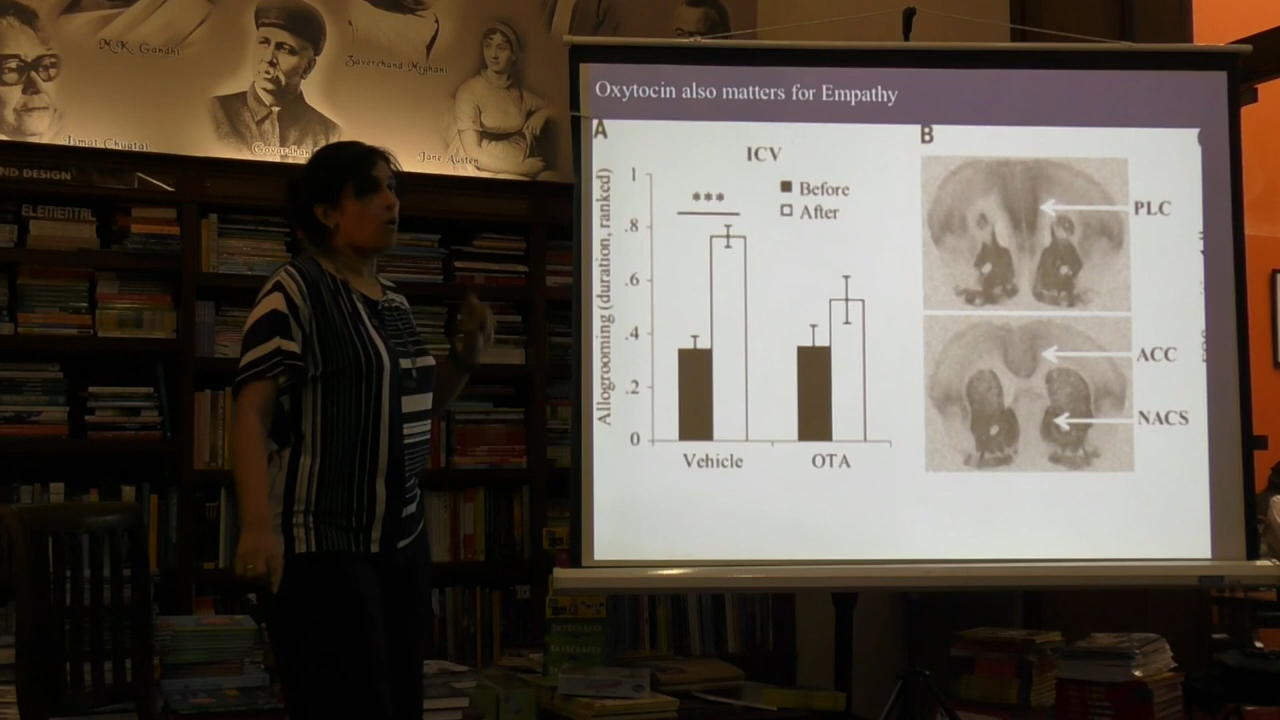 M.K. Gandhi
Zaverchand Meghani
Ismat Chugtai
Govardhan
Jane Austen
ND DESIGN
ELEMENTAL
Oxytocin also matters for Empathy
A
ICV
Allogrooming (duration, ranked)
1
.8
.6
.4
.2
0
***
Before
After
Vehicle
OTA
B
PLC
ACC
NACS